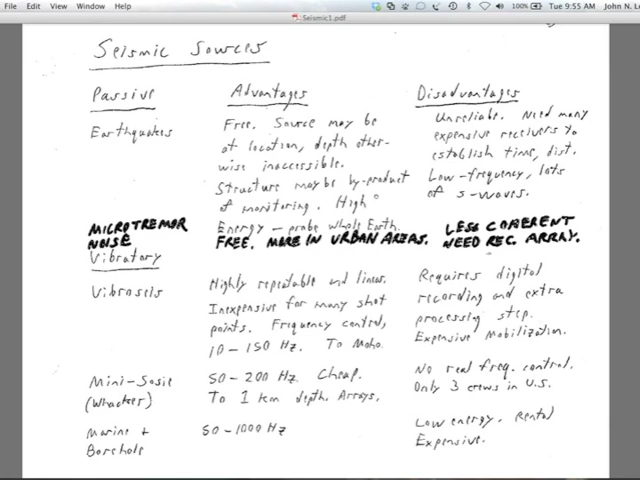 File Edit View Window Help 100% Tue 9:55 AM John N. Lo
Seismic1.pdf
Seismic Sources
Passive Advantages Disadvantages
Earthquakes
Free. Source may be
at location, depth other-
wise inaccessible.
Structure may be by-product
of monitoring. High
Energy — probe whole Earth.
Unreliable. Need many
expensive receivers to
establish time, dist.
Low-frequency, lots
of s-waves.
MICROTREMOR
NOISE
FREE. MORE IN URBAN AREAS.
LESS COHERENT
NEED REC. ARRAY.
Vibratory
Vibroseis
Highly repeatable and linear.
Inexpensive for many shot
points. Frequency control,
10-150 Hz. To Moho.
Requires digital
recording and extra
processing step.
Expensive Mobilization.
Mini-Sosie
(Whacker)
50-200 Hz. Cheap.
To 1 km depth. Arrays.
No real freq. control.
Only 3 crews in U.S.
Marine +
Borehole
50-1000 Hz
Low energy. Rental
Expensive.